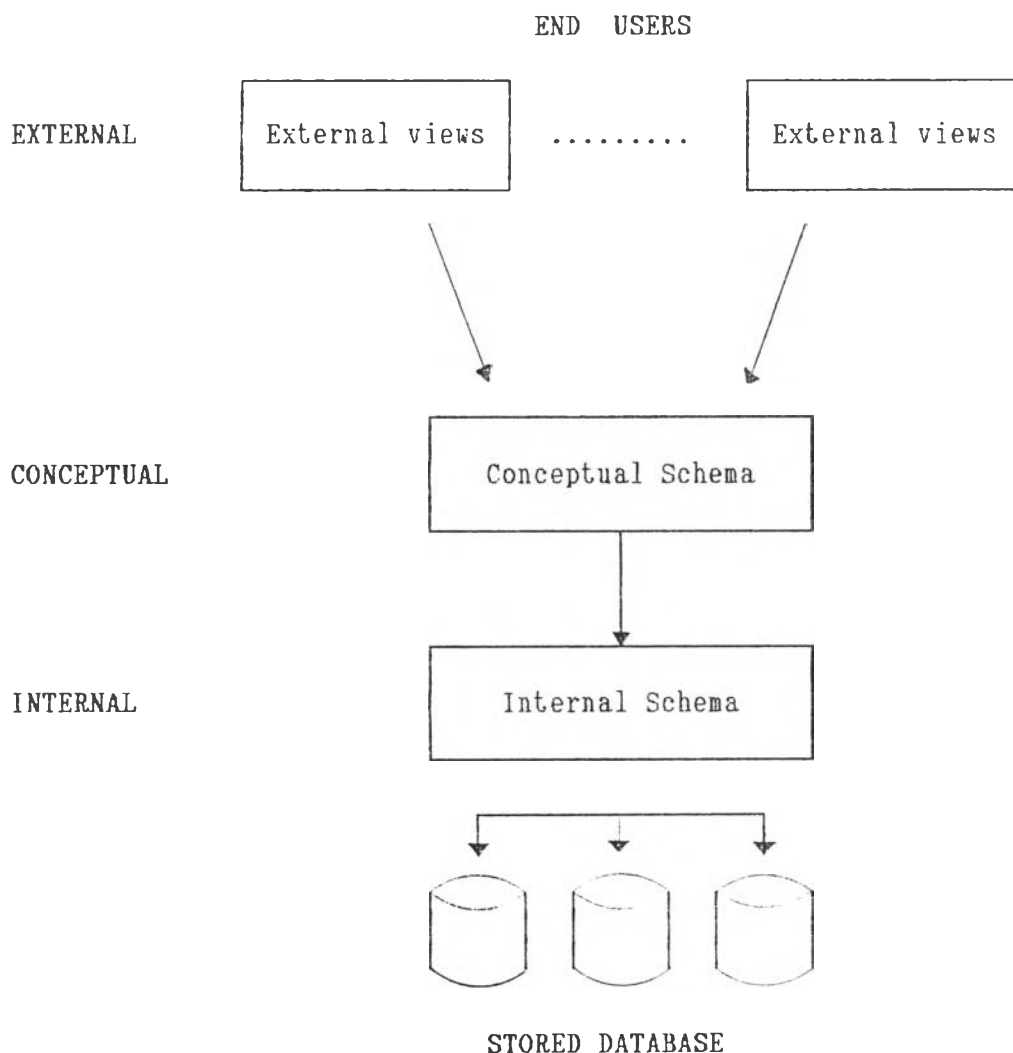 END USERS
EXTERNAL External views ......... External views
CONCEPTUAL Conceptual Schema
INTERNAL Internal Schema
STORED DATABASE